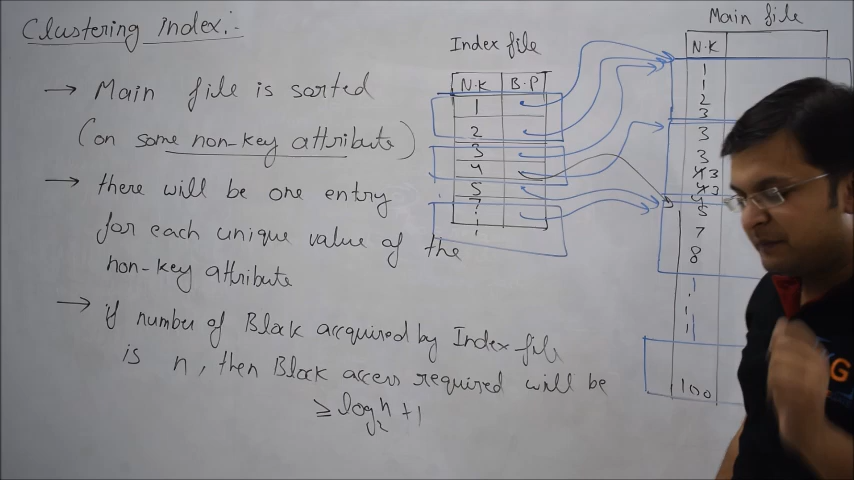 Clustering Index:-
→ Main file is sorted
(on some non-key attribute)
→ there will be one entry
for each unique value of the
non-key attribute
→ if number of Block acquired by Index file
is n, then Block access required will be
≥ log₂n + 1
Index file
N.K B.P
1
2
3
4
5
7
Main file
N.K
1
1
2
3
3
3
3
3
4
5
7
8
100
G